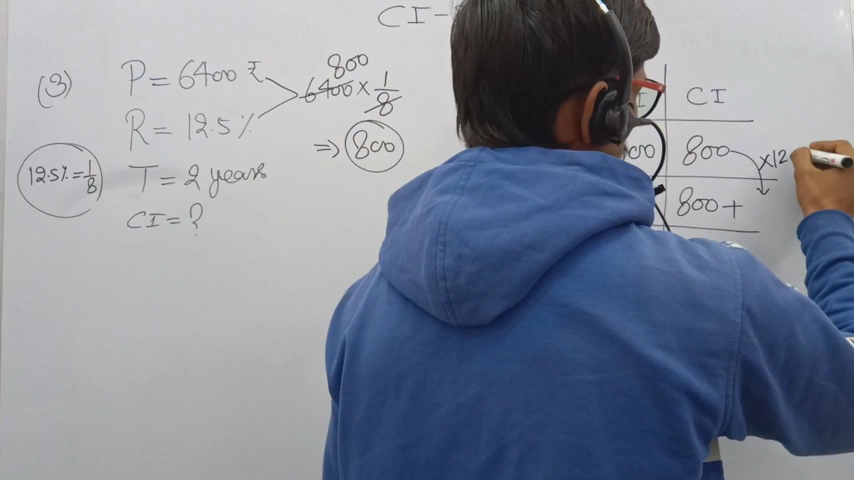 CI-
(3) P = 6400 ₹
R = 12.5%
T = 2 years
CI = ?
12.5% = 1/8
800
6400 × 1/8
⇒ 800
CI
800 ×12
800 +